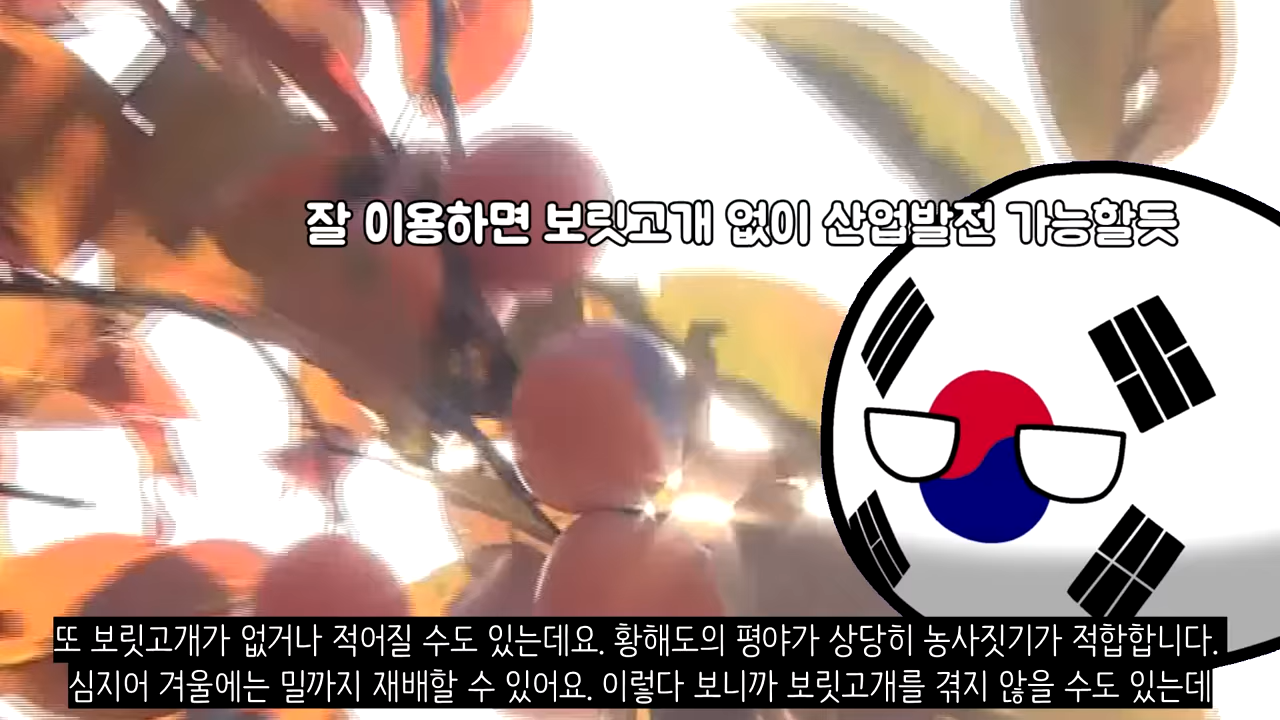 잘 이용하면 보릿고개 없이 산업발전 가능할듯
또 보릿고개가 없거나 적어질 수도 있는데요. 황해도의 평야가 상당히 농사짓기가 적합합니다.
심지어 겨울에는 밀까지 재배할 수 있어요. 이렇다 보니까 보릿고개를 겪지 않을 수도 있는데